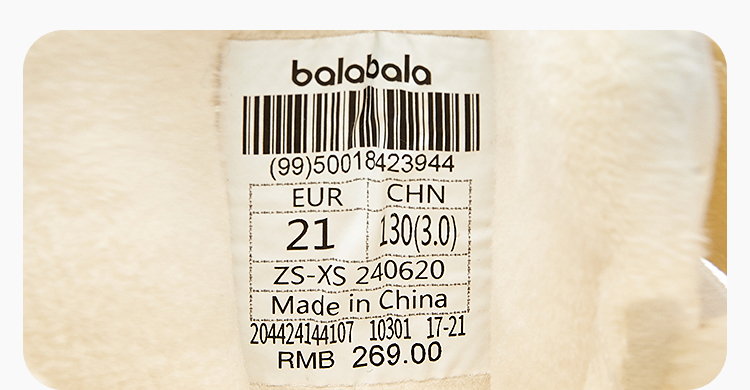 balabala
(99)50018423944
EUR CHN
21 130(3.0)
ZS-XS 240620
Made in China
204424144107 10301 17-21
RMB 269.00